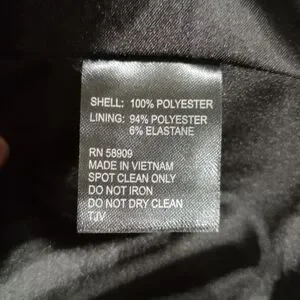 SHELL: 100% POLYESTER
LINING: 94% POLYESTER
6% ELASTANE
RN 58909
MADE IN VIETNAM
SPOT CLEAN ONLY
DO NOT IRON
DO NOT DRY CLEAN
TJV